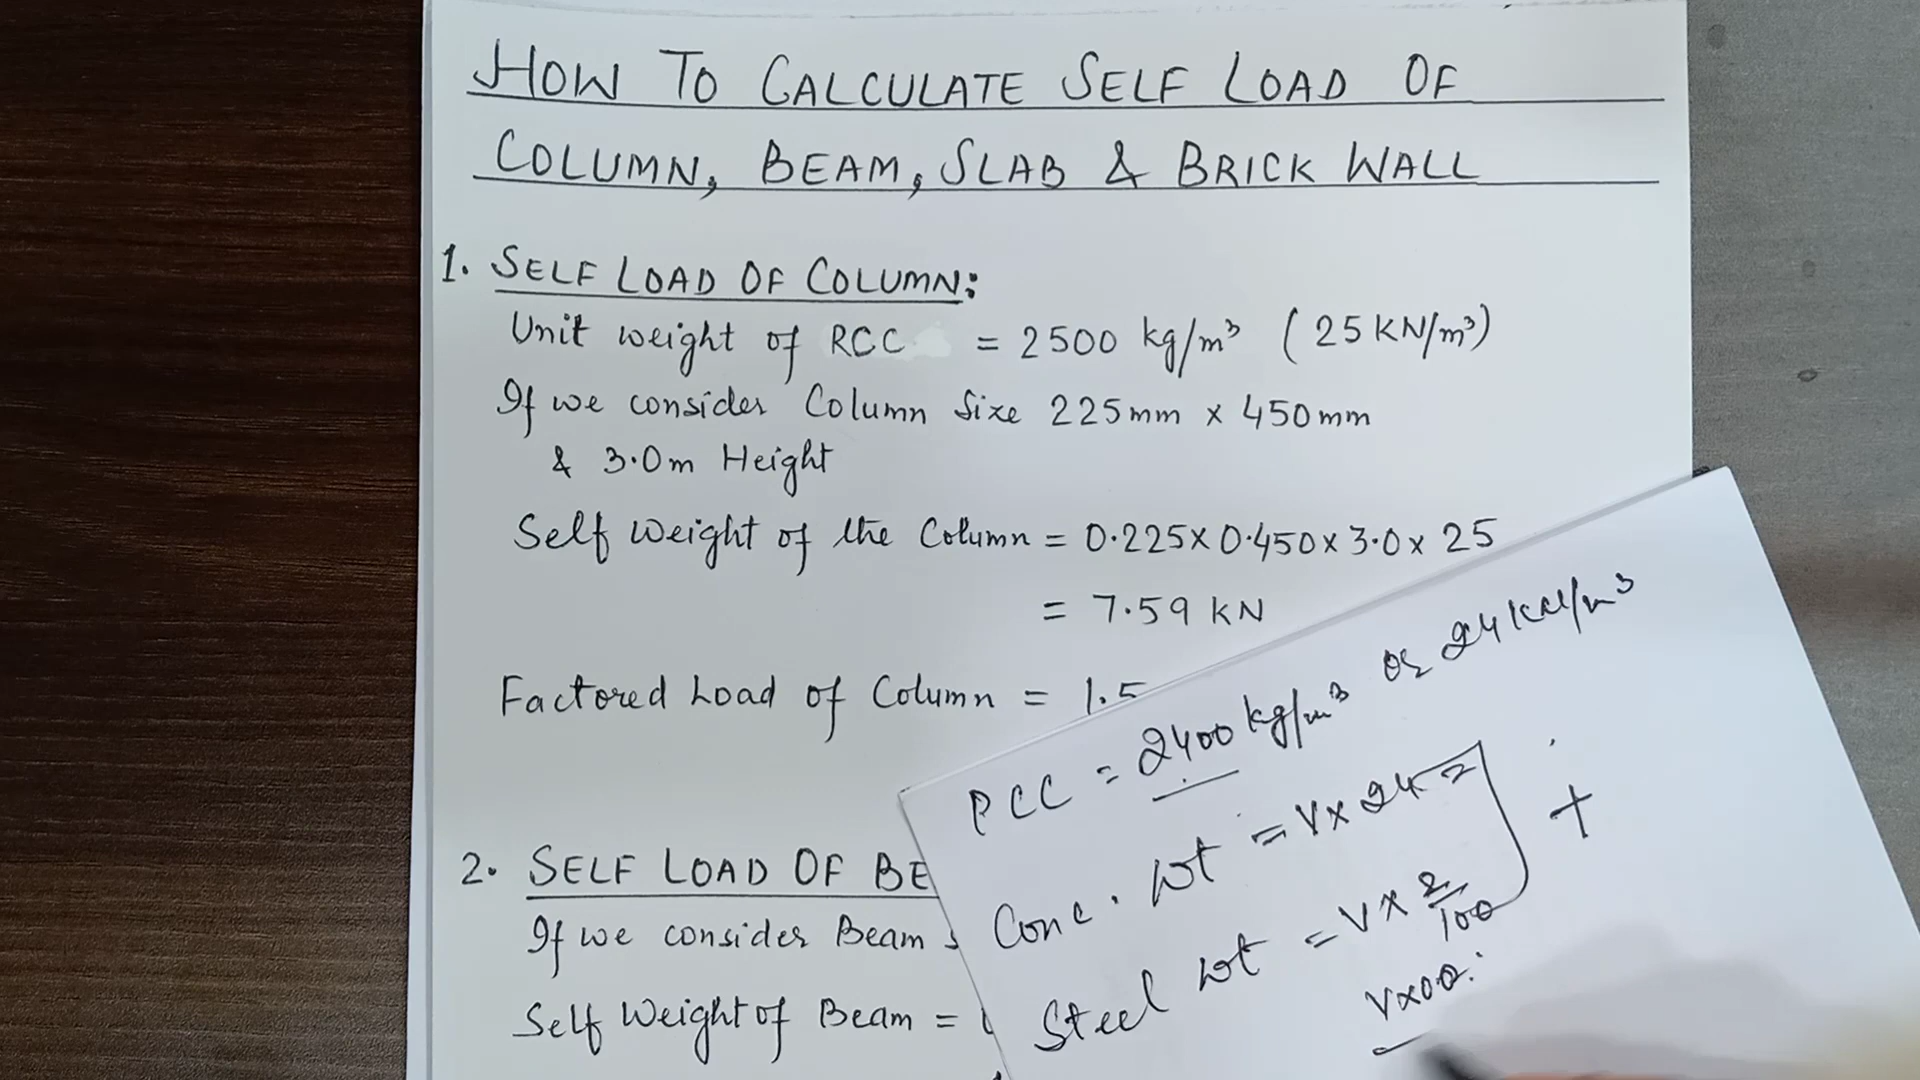 HOW TO CALCULATE SELF LOAD OF
COLUMN, BEAM, SLAB & BRICK WALL
1. SELF LOAD OF COLUMN:
Unit weight of RCC = 2500 kg/m³ (25 KN/m³)
If we consider Column Size 225mm x 450mm
& 3.0m Height
Self Weight of the Column = 0.225 x 0.450 x 3.0 x 25
= 7.59 KN
Factored Load of Column = 1.5
2. SELF LOAD OF BE
If we consider Beam s
Self Weight of Beam =
PCC = 2400 kg/m³ or 24 KN/m³
Conc. Wt = V x 24 =
+
Steel wt = V x 2/100
V x 00